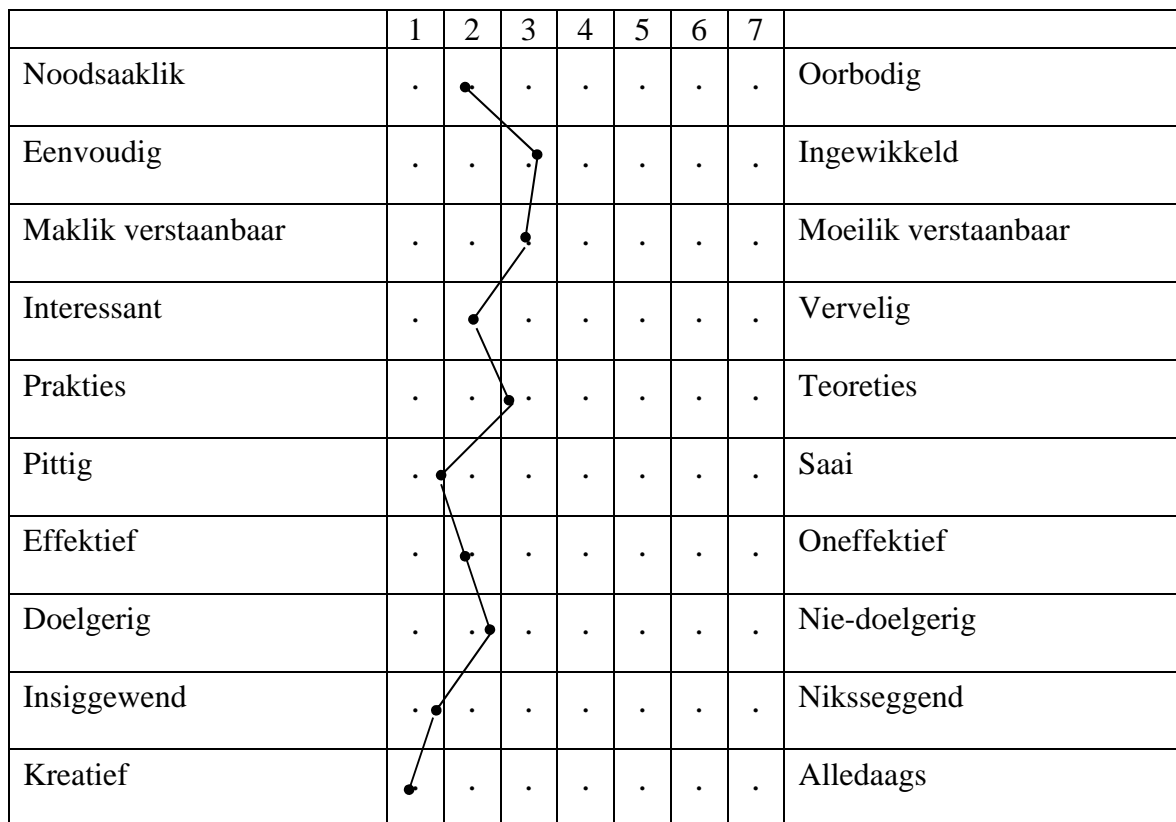 1 2 3 4 5 6 7
Noodsaaklik . . . . . . . Oorbodig
Eenvoudig . . . . . . . Ingewikkeld
Maklik verstaanbaar . . . . . . . Moeilik verstaanbaar
Interessant . . . . . . . Vervelig
Prakties . . . . . . . Teoreties
Pittig . . . . . . . Saai
Effektief . . . . . . . Oneffektief
Doelgerig . . . . . . . Nie-doelgerig
Insiggewend . . . . . . . Niksseggend
Kreatief . . . . . . . Alledaags